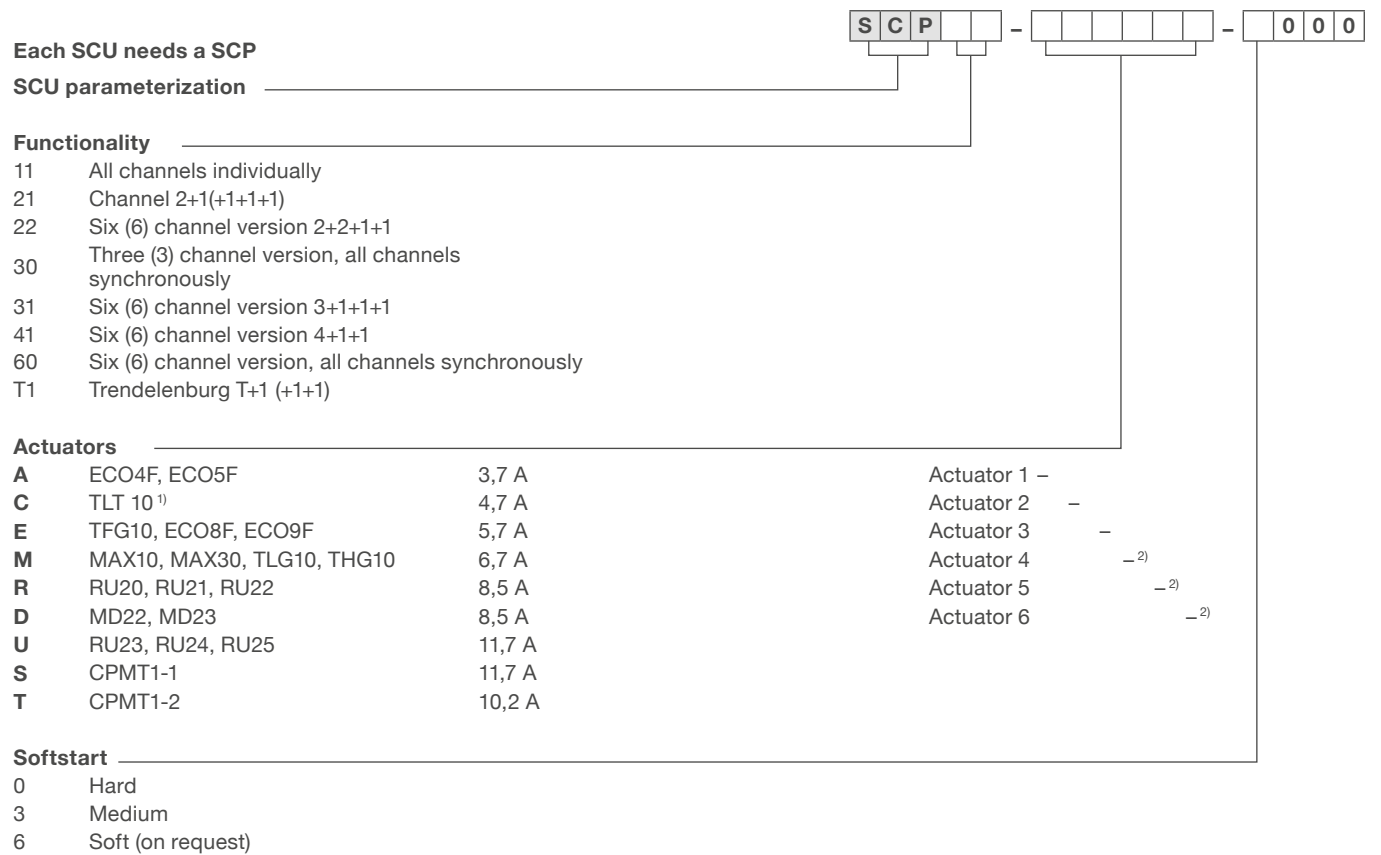 S C P – – 0 0 0
Each SCU needs a SCP
SCU parameterization
Functionality
11 All channels individually
21 Channel 2+1(+1+1+1)
22 Six (6) channel version 2+2+1+1
30 Three (3) channel version, all channels
synchronously
31 Six (6) channel version 3+1+1+1
41 Six (6) channel version 4+1+1
60 Six (6) channel version, all channels synchronously
T1 Trendelenburg T+1 (+1+1)
Actuators
A ECO4F, ECO5F 3,7 A Actuator 1 –
C TLT 10 1) 4,7 A Actuator 2 –
E TFG10, ECO8F, ECO9F 5,7 A Actuator 3 –
M MAX10, MAX30, TLG10, THG10 6,7 A Actuator 4 – 2)
R RU20, RU21, RU22 8,5 A Actuator 5 – 2)
D MD22, MD23 8,5 A Actuator 6 – 2)
U RU23, RU24, RU25 11,7 A
S CPMT1-1 11,7 A
T CPMT1-2 10,2 A
Softstart
0 Hard
3 Medium
6 Soft (on request)